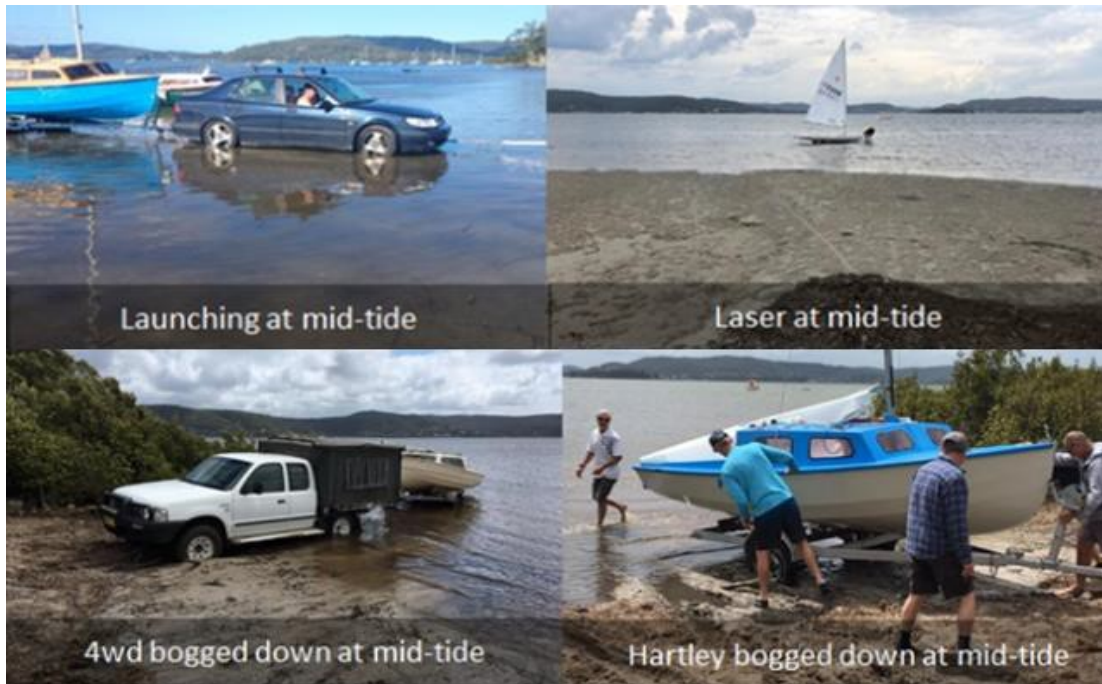 Launching at mid-tide
Laser at mid-tide
4wd bogged down at mid-tide
Hartley bogged down at mid-tide